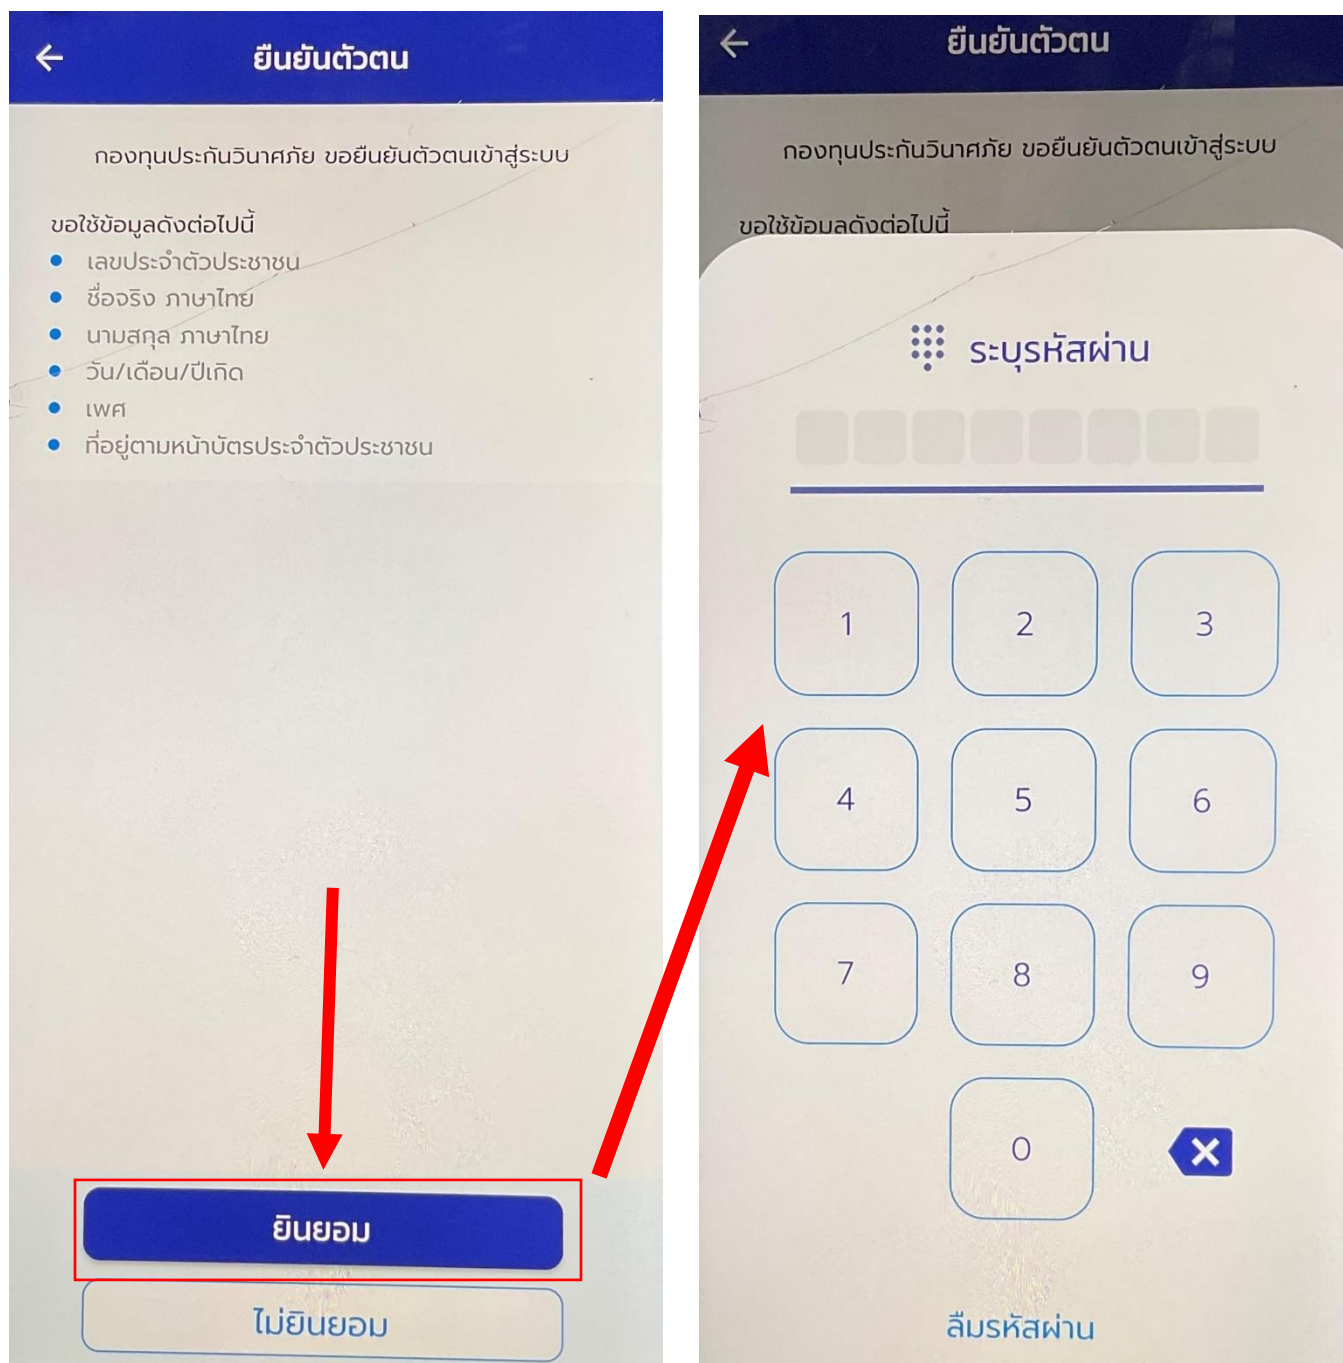 ยืนยันตัวตน
กองทุนประกันวินาศภัย ขอยืนยันตัวตนเข้าสู่ระบบ
ขอใช้ข้อมูลดังต่อไปนี้
เลขประจำตัวประชาชน
ชื่อจริง ภาษาไทย
นามสกุล ภาษาไทย
วัน/เดือน/ปีเกิด
เพศ
ที่อยู่ตามหน้าบัตรประจำตัวประชาชน
ยินยอม
ไม่ยินยอม
ยืนยันตัวตน
กองทุนประกันวินาศภัย ขอยืนยันตัวตนเข้าสู่ระบบ
ขอใช้ข้อมูลดังต่อไปนี้
ระบุรหัสผ่าน
1 2 3
4 5 6
7 8 9
0
ลืมรหัสผ่าน